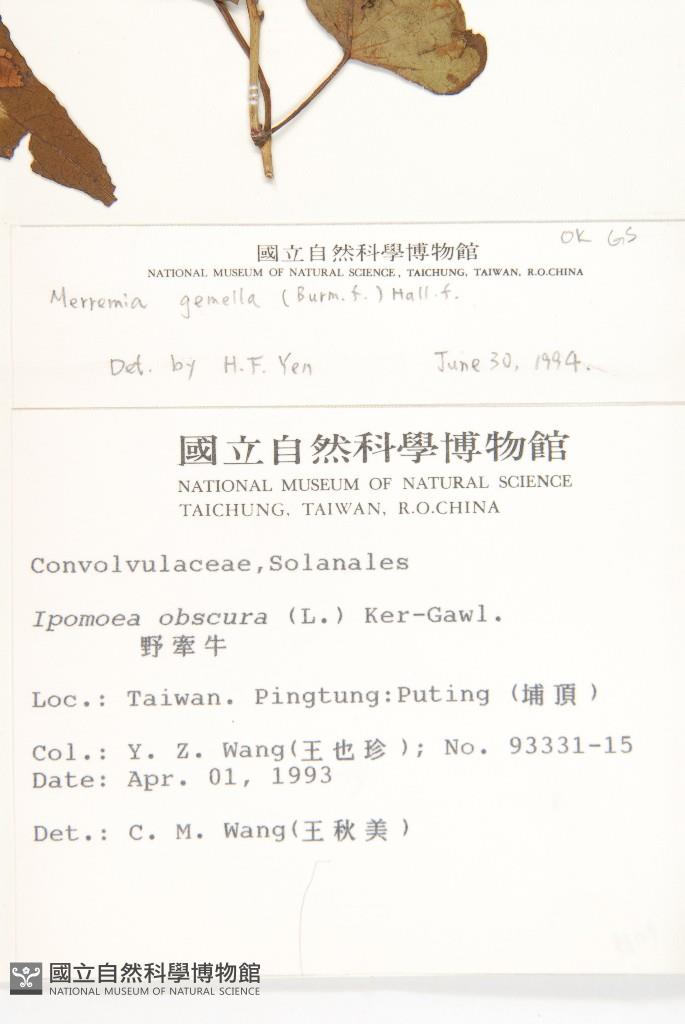 OK GS
國立自然科學博物館
NATIONAL MUSEUM OF NATURAL SCIENCE, TAICHUNG, TAIWAN, R.O.CHINA
Merremia gemella (Burm. f.) Hall. f.
Det. by H. F. Yen June 30, 1994.
國立自然科學博物館
NATIONAL MUSEUM OF NATURAL SCIENCE
TAICHUNG, TAIWAN, R.O.CHINA
Convolvulaceae,Solanales
Ipomoea obscura (L.) Ker-Gawl.
野牽牛
Loc.: Taiwan. Pingtung:Puting (埔頂)
Col.: Y. Z. Wang(王也珍); No. 93331-15
Date: Apr. 01, 1993
Det.: C. M. Wang(王秋美)
國立自然科學博物館
NATIONAL MUSEUM OF NATURAL SCIENCE